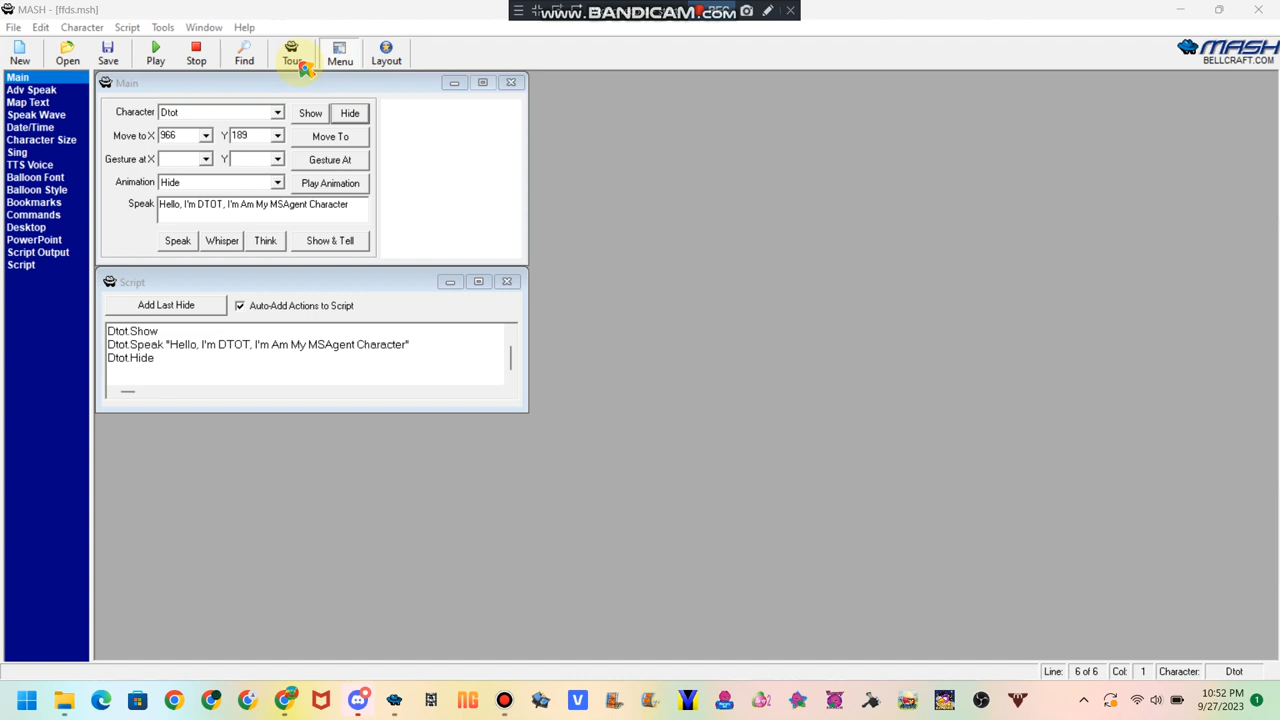 MASH - [ffds.msh]
www.BANDICAM.com
File Edit Character Script Tools Window Help
New Open Save Play Stop Find Tour Menu Layout
MASH
BELLCRAFT.COM
Main
Adv Speak
Map Text
Speak Wave
Date/Time
Character Size
Sing
TTS Voice
Balloon Font
Balloon Style
Bookmarks
Commands
Desktop
PowerPoint
Script Output
Script
Main
Character Dtot Show Hide
Move to X 966 Y 189 Move To
Gesture at X Y Gesture At
Animation Hide Play Animation
Speak Hello, I'm DTOT, I'm Am My MSAgent Character
Speak Whisper Think Show & Tell
Script
Add Last Hide Auto-Add Actions to Script
Dtot.Show
Dtot.Speak "Hello, I'm DTOT, I'm Am My MSAgent Character"
Dtot.Hide
Line: 6 of 6 Col: 1 Character: Dtot
10:52 PM
9/27/2023